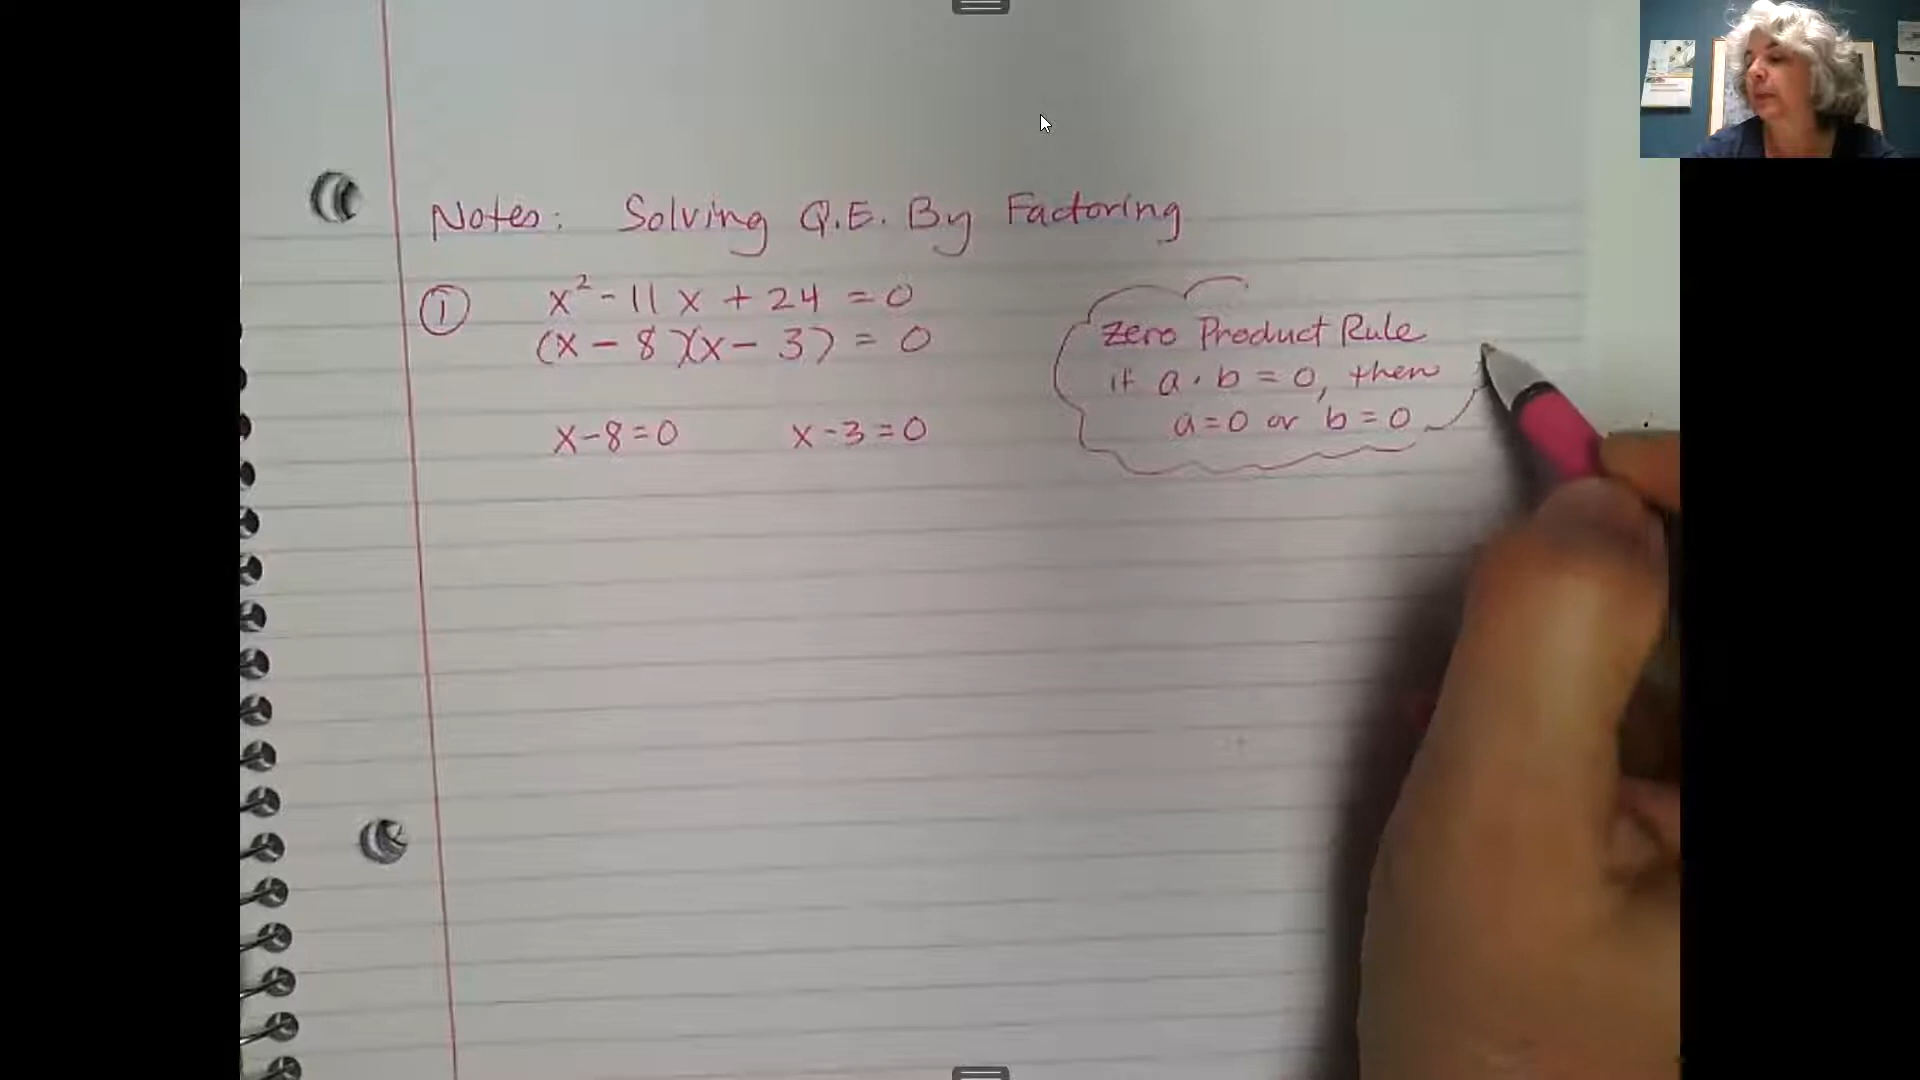 Notes: Solving Q.E. By Factoring
① x² - 11x + 24 = 0
(x - 8)(x - 3) = 0
x - 8 = 0 x - 3 = 0
Zero Product Rule
if a · b = 0, then
a = 0 or b = 0